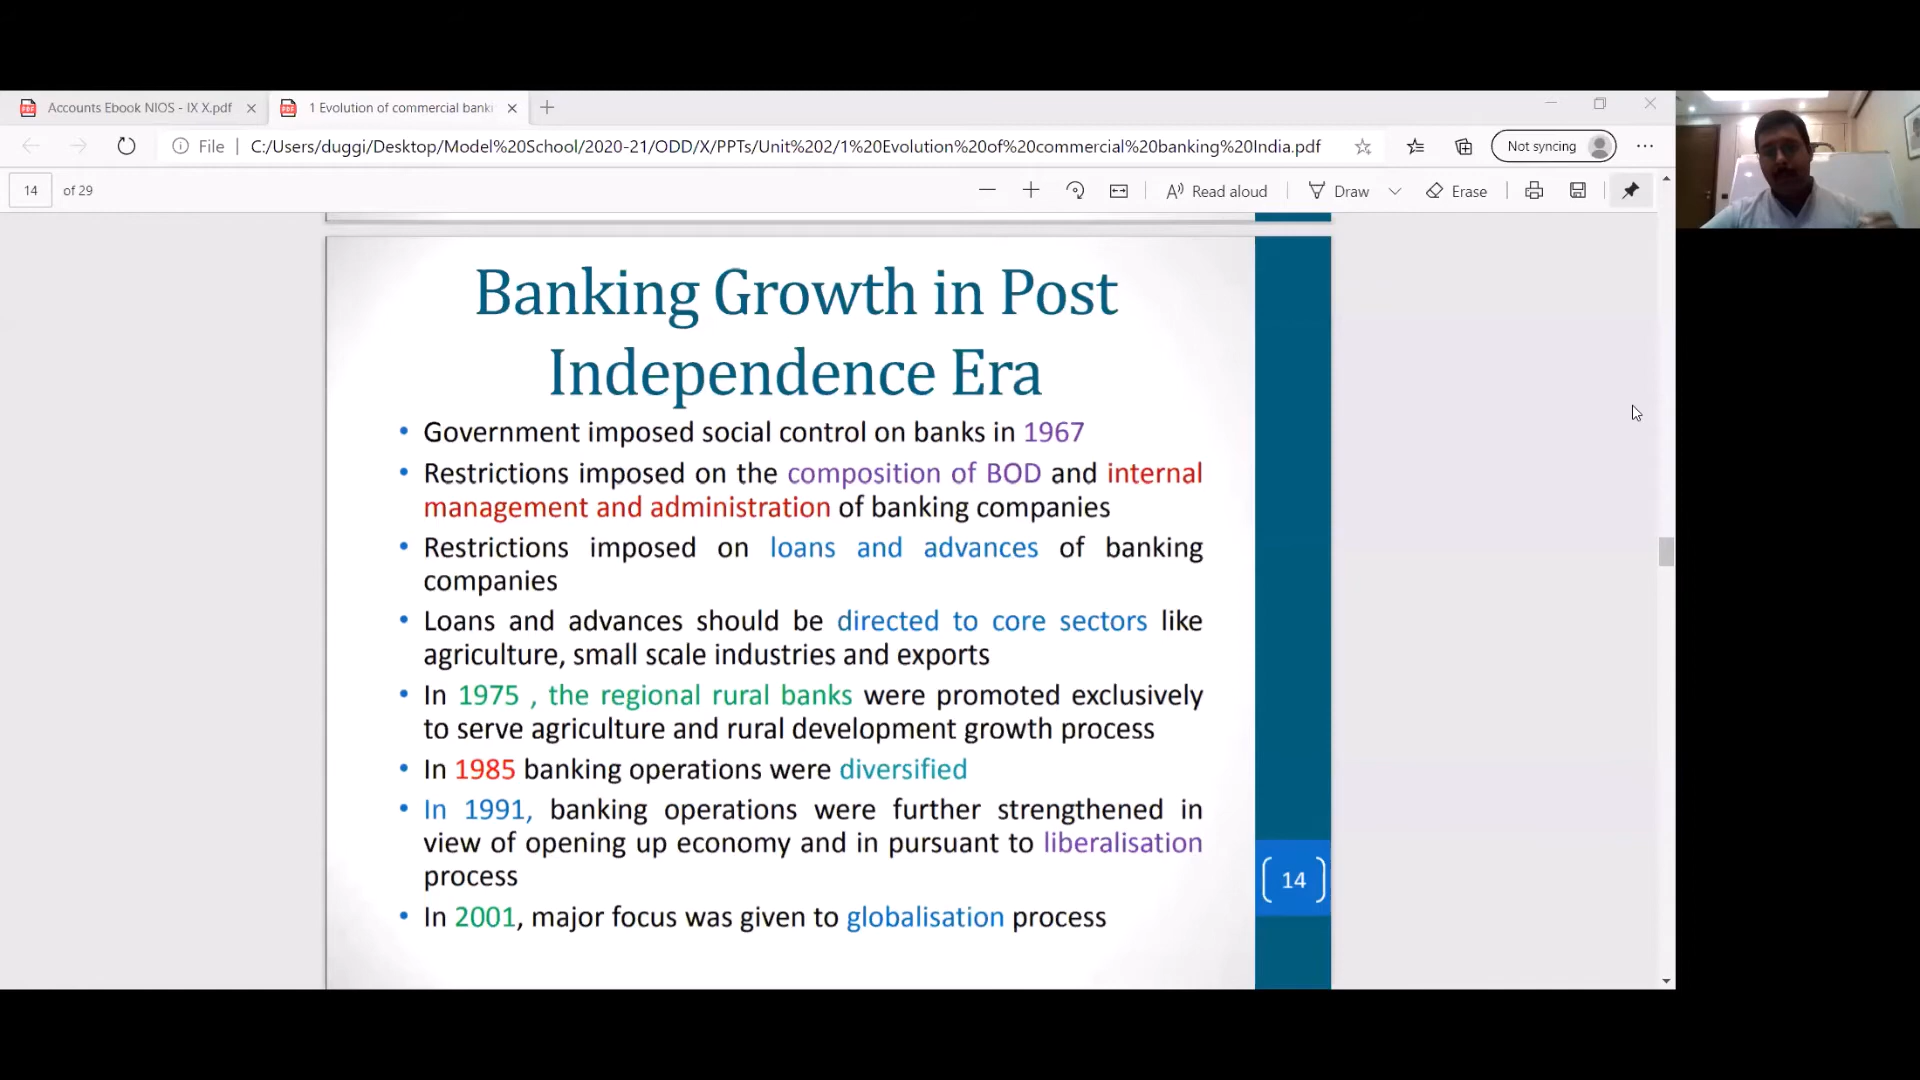 Accounts Ebook NIOS - IX X.pdf
1 Evolution of commercial banki
File
C:/Users/duggi/Desktop/Model%20School/2020-21/ODD/X/PPTs/Unit%202/1%20Evolution%20of%20commercial%20banking%20India.pdf
Not syncing
14 of 29
Read aloud
Draw
Erase
Banking Growth in Post
Independence Era
• Government imposed social control on banks in 1967
• Restrictions imposed on the composition of BOD and internal
management and administration of banking companies
• Restrictions imposed on loans and advances of banking
companies
• Loans and advances should be directed to core sectors like
agriculture, small scale industries and exports
• In 1975 , the regional rural banks were promoted exclusively
to serve agriculture and rural development growth process
• In 1985 banking operations were diversified
• In 1991, banking operations were further strengthened in
view of opening up economy and in pursuant to liberalisation
process
• In 2001, major focus was given to globalisation process
14